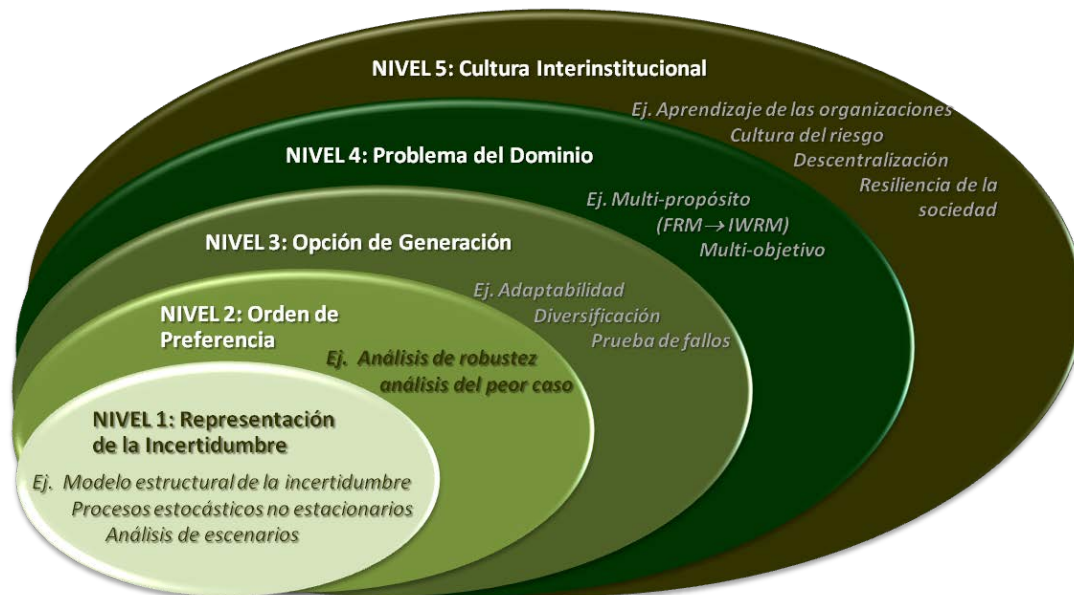 NIVEL 5: Cultura Interinstitucional
Ej. Aprendizaje de las organizaciones
Cultura del riesgo
Descentralización
Resiliencia de la
sociedad
NIVEL 4: Problema del Dominio
Ej. Multi-propósito
(FRM→IWRM)
Multi-objetivo
NIVEL 3: Opción de Generación
Ej. Adaptabilidad
Diversificación
Prueba de fallos
NIVEL 2: Orden de
Preferencia
Ej. Análisis de robustez
análisis del peor caso
NIVEL 1: Representación
de la Incertidumbre
Ej. Modelo estructural de la incertidumbre
Procesos estocásticos no estacionarios
Análisis de escenarios